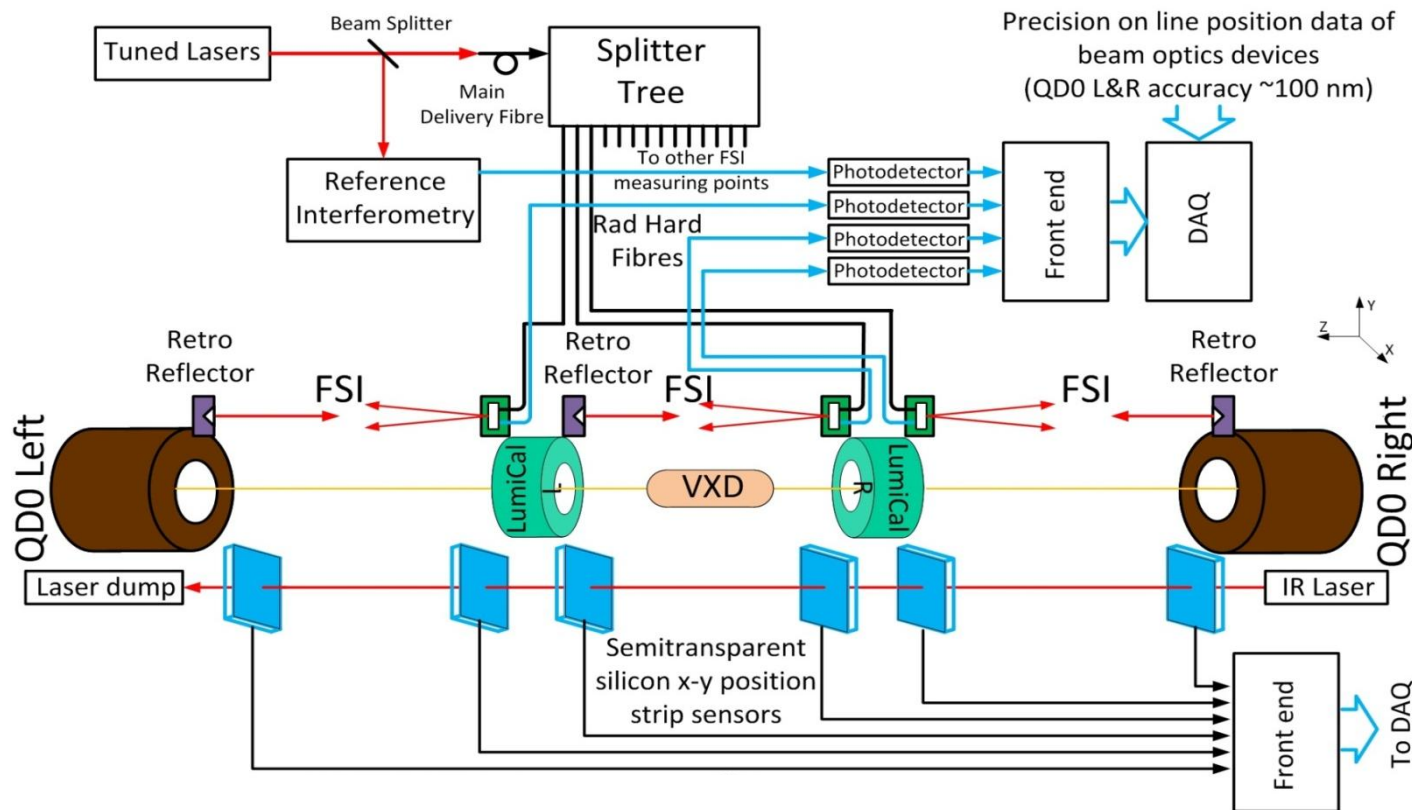 Tuned Lasers
Beam Splitter
Main
Delivery Fibre
Splitter
Tree
Precision on line position data of
beam optics devices
(QD0 L&R accuracy ~100 nm)
Reference
Interferometry
To other FSI
measuring points
Rad Hard
Fibres
Photodetector
Photodetector
Photodetector
Photodetector
Front end
DAQ
Y
Z
X
Retro
Reflector
FSI
Retro
Reflector
FSI
FSI
Retro
Reflector
QD0 Left
LumiCal
L
VXD
R
LumiCal
QD0 Right
Laser dump
IR Laser
Semitransparent
silicon x-y position
strip sensors
Front end
To DAQ